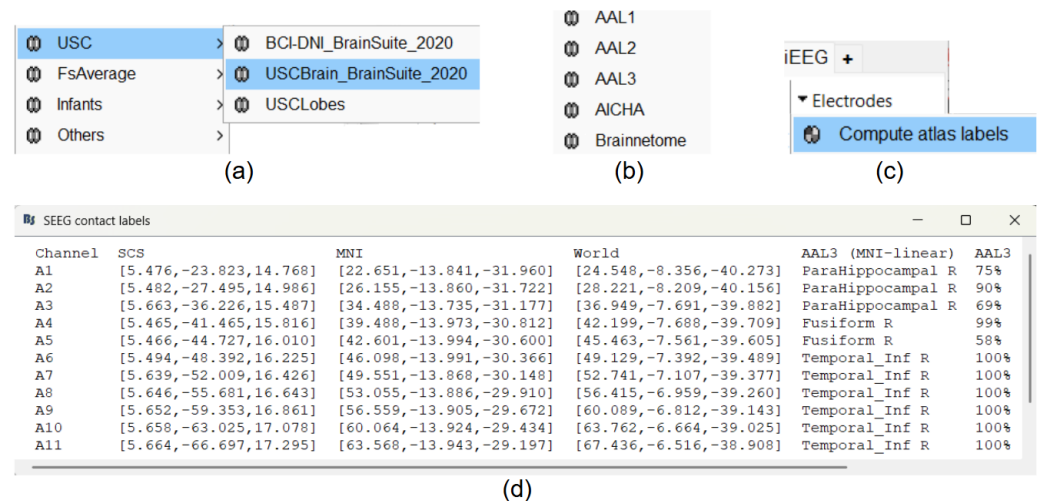 USC > BCI-DNI_BrainSuite_2020
FsAverage > USCBrain_BrainSuite_2020
Infants > USCLobes
Others >
(a)
AAL1
AAL2
AAL3
AICHA
Brainnetome
(b)
iEEG +
Electrodes
Compute atlas labels
(c)
Bs SEEG contact labels
Channel SCS MNI World AAL3 (MNI-linear) AAL3
A1 [5.476,-23.823,14.768] [22.651,-13.841,-31.960] [24.548,-8.356,-40.273] ParaHippocampal R 75%
A2 [5.482,-27.495,14.986] [26.155,-13.860,-31.722] [28.221,-8.209,-40.156] ParaHippocampal R 90%
A3 [5.663,-36.226,15.487] [34.488,-13.735,-31.177] [36.949,-7.691,-39.882] ParaHippocampal R 69%
A4 [5.465,-41.465,15.816] [39.488,-13.973,-30.812] [42.199,-7.688,-39.709] Fusiform R 99%
A5 [5.466,-44.727,16.010] [42.601,-13.994,-30.600] [45.463,-7.561,-39.605] Fusiform R 58%
A6 [5.494,-48.392,16.225] [46.098,-13.991,-30.366] [49.129,-7.392,-39.489] Temporal_Inf R 100%
A7 [5.639,-52.009,16.426] [49.551,-13.868,-30.148] [52.741,-7.107,-39.377] Temporal_Inf R 100%
A8 [5.646,-55.681,16.643] [53.055,-13.886,-29.910] [56.415,-6.959,-39.260] Temporal_Inf R 100%
A9 [5.652,-59.353,16.861] [56.559,-13.905,-29.672] [60.089,-6.812,-39.143] Temporal_Inf R 100%
A10 [5.658,-63.025,17.078] [60.064,-13.924,-29.434] [63.762,-6.664,-39.025] Temporal_Inf R 100%
A11 [5.664,-66.697,17.295] [63.568,-13.943,-29.197] [67.436,-6.516,-38.908] Temporal_Inf R 100%
(d)